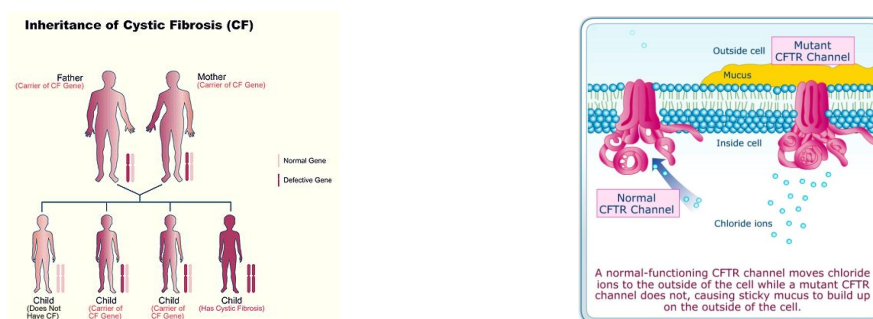 Inheritance of Cystic Fibrosis (CF)
Father
(Carrier of CF Gene)
Mother
(Carrier of CF Gene)
Normal Gene
Defective Gene
Child
(Does Not
Have CF)
Child
(Carrier of
CF Gene)
Child
(Carrier of
CF Gene)
Child
(Has Cystic Fibrosis)
Outside cell
Mutant
CFTR Channel
Mucus
Inside cell
Normal
CFTR Channel
Chloride ions
A normal-functioning CFTR channel moves chloride
ions to the outside of the cell while a mutant CFTR
channel does not, causing sticky mucus to build up
on the outside of the cell.